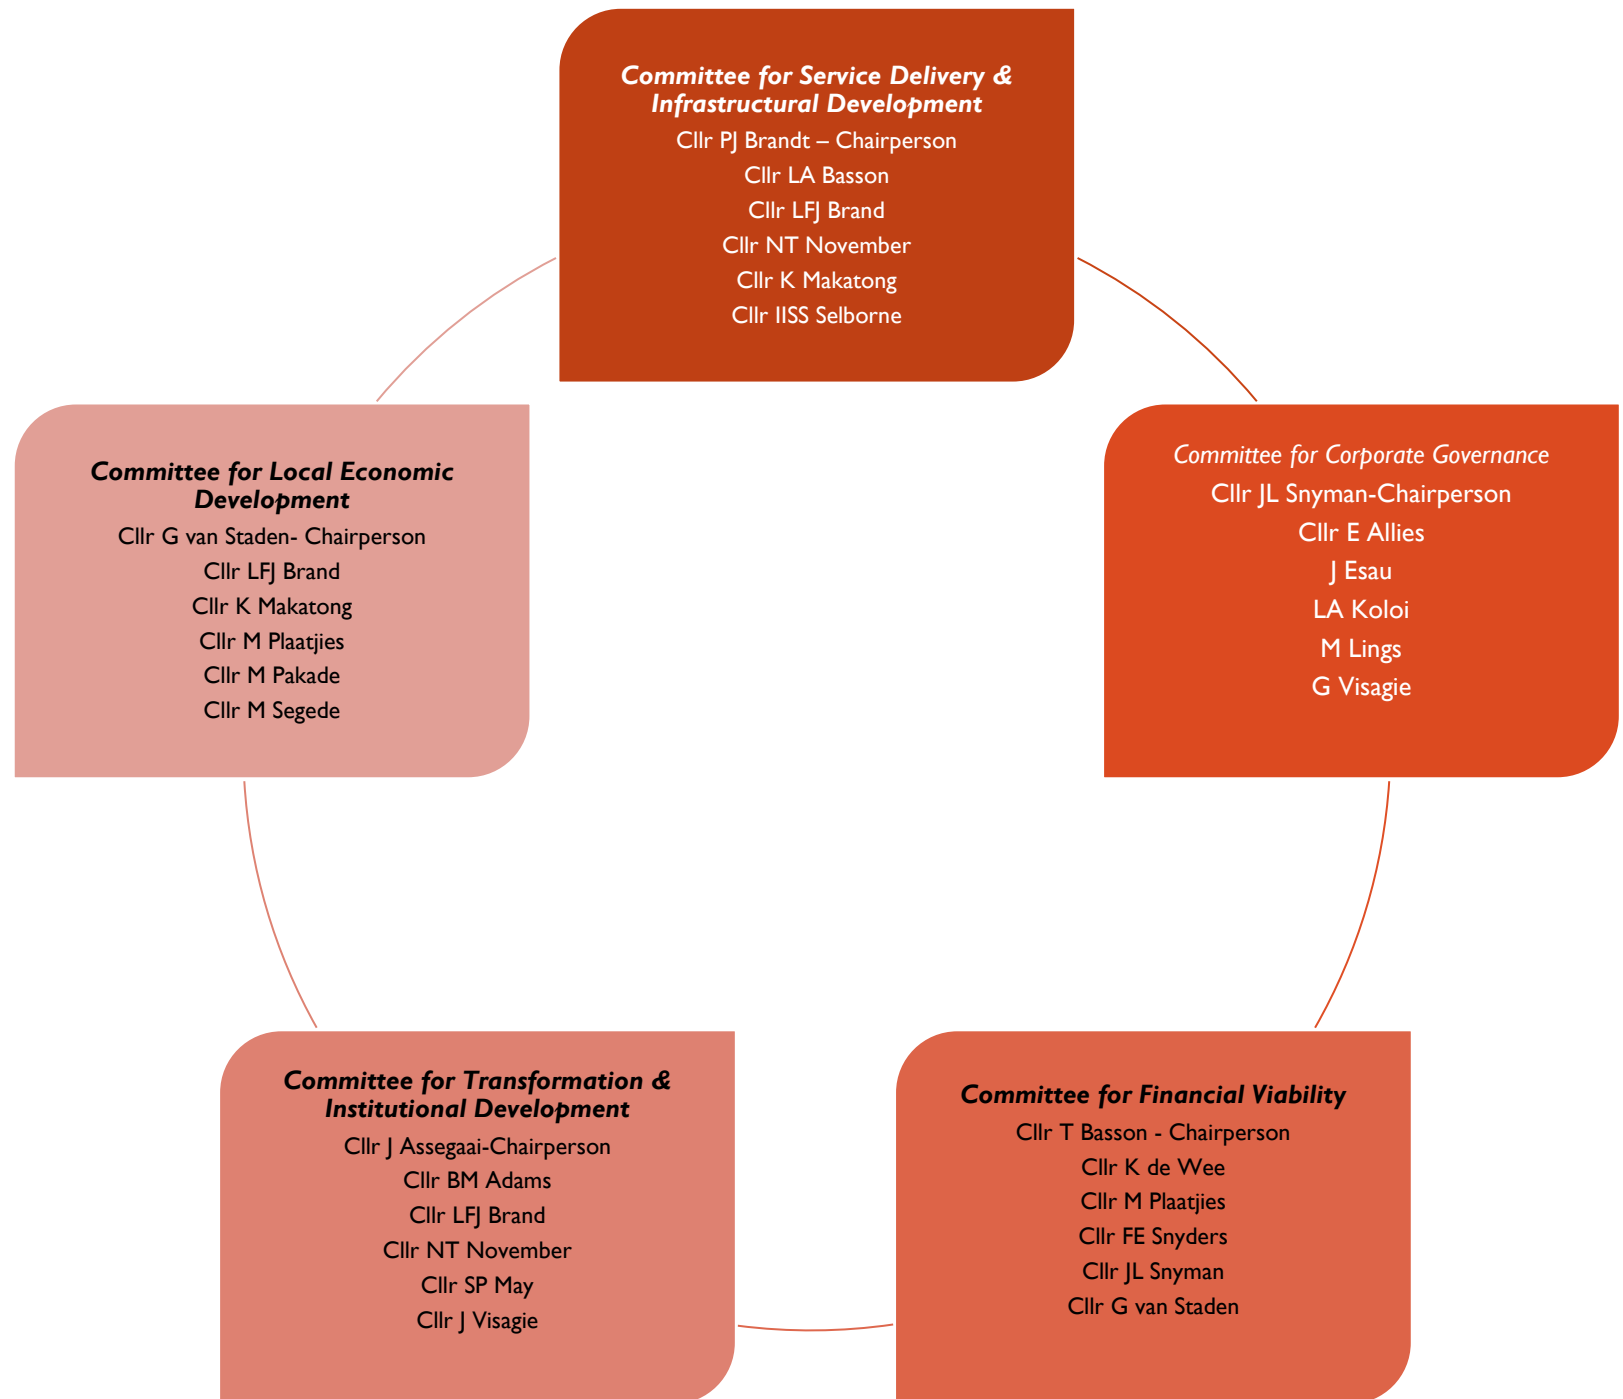 Committee for Service Delivery &
Infrastructural Development
Cllr PJ Brandt – Chairperson
Cllr LA Basson
Cllr LFJ Brand
Cllr NT November
Cllr K Makatong
Cllr IISS Selborne
Committee for Corporate Governance
Cllr JL Snyman-Chairperson
Cllr E Allies
J Esau
LA Koloi
M Lings
G Visagie
Committee for Financial Viability
Cllr T Basson - Chairperson
Cllr K de Wee
Cllr M Plaatjies
Cllr FE Snyders
Cllr JL Snyman
Cllr G van Staden
Committee for Transformation &
Institutional Development
Cllr J Assegaai-Chairperson
Cllr BM Adams
Cllr LFJ Brand
Cllr NT November
Cllr SP May
Cllr J Visagie
Committee for Local Economic
Development
Cllr G van Staden- Chairperson
Cllr LFJ Brand
Cllr K Makatong
Cllr M Plaatjies
Cllr M Pakade
Cllr M Segede